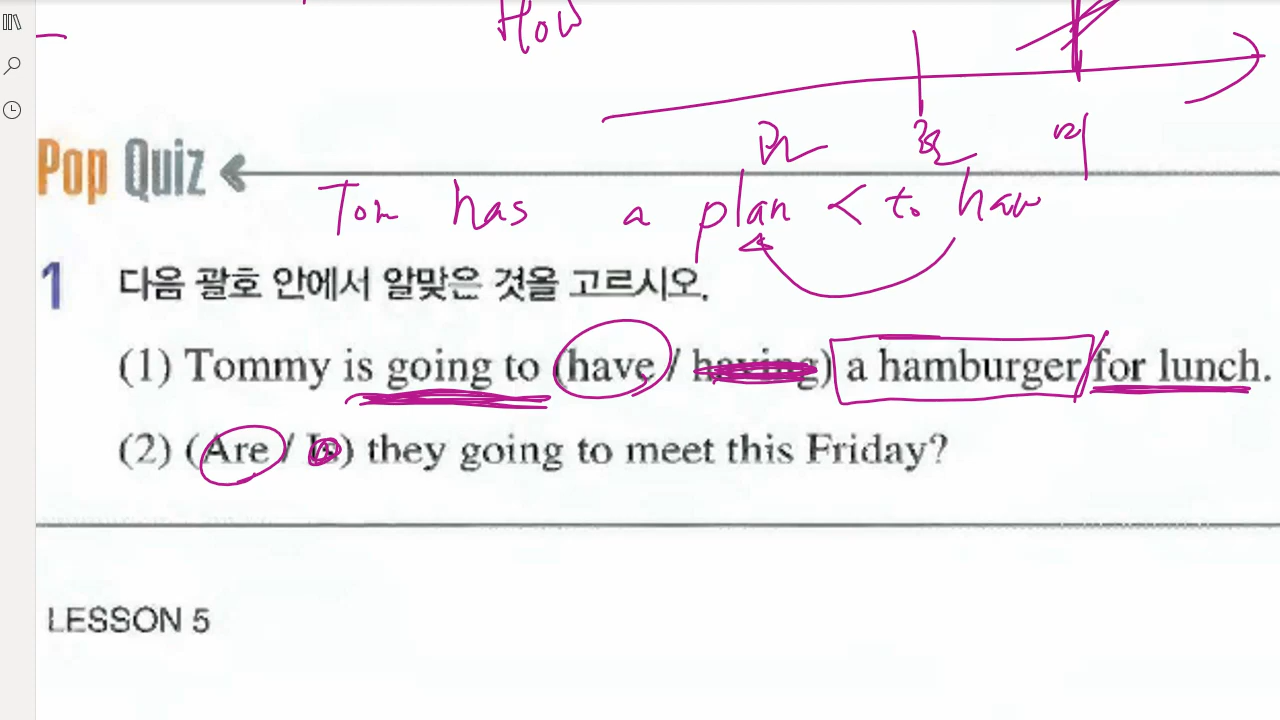 How
Pop Quiz
Tom has a plan < to have
1 다음 괄호 안에서 알맞은 것을 고르시오.
(1) Tommy is going to (have / having) a hamburger for lunch.
(2) (Are / Is) they going to meet this Friday?
LESSON 5